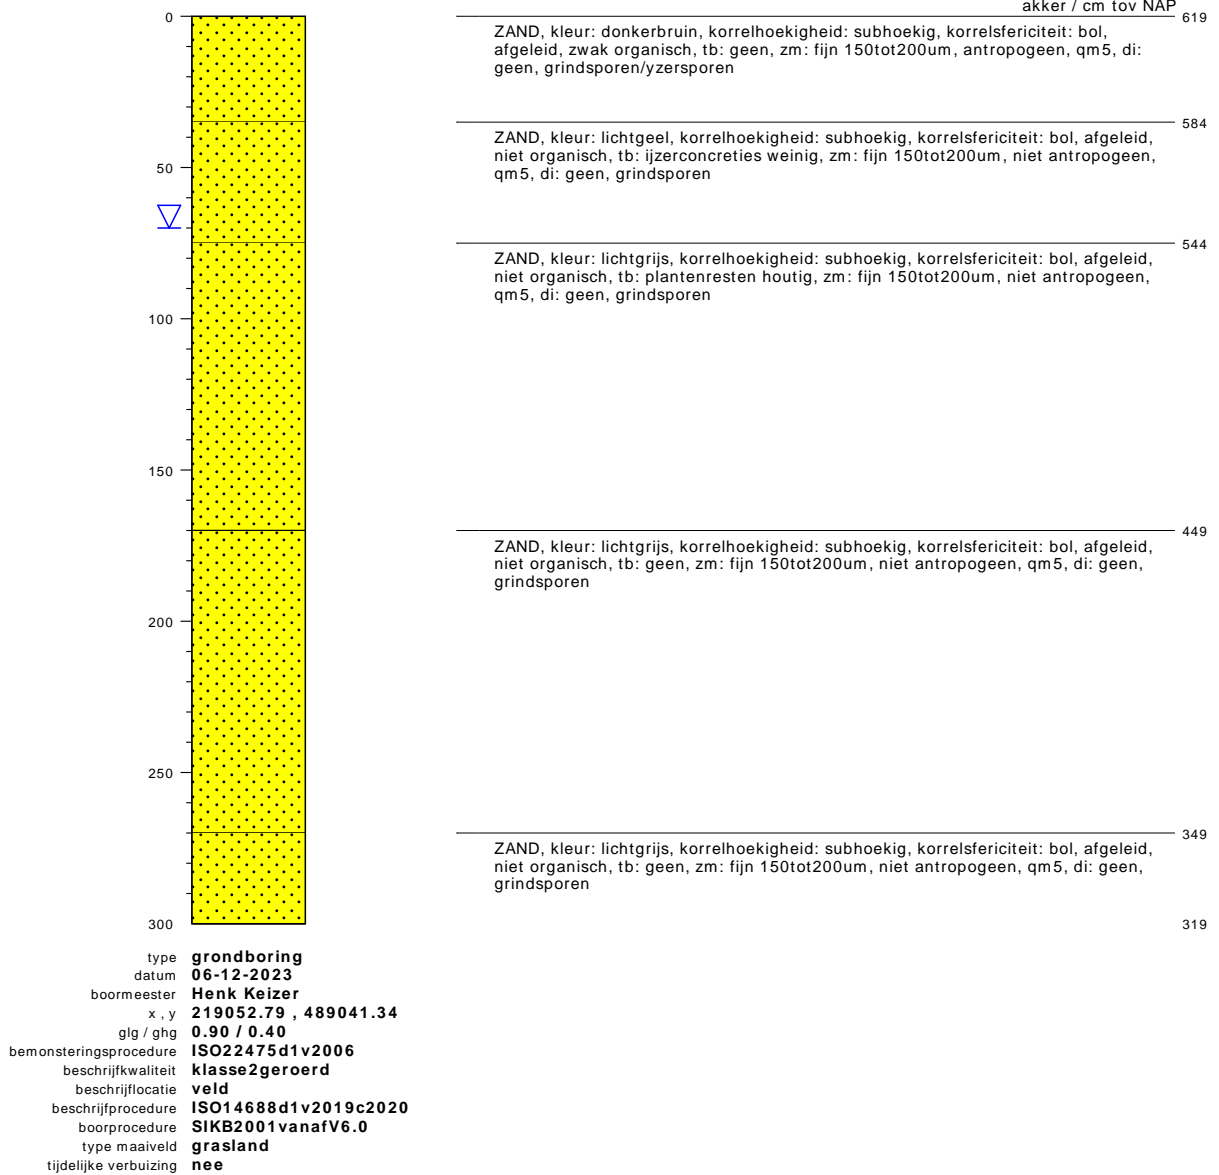 akker / cm tov NAP
0
619
ZAND, kleur: donkerbruin, korrelhoekigheid: subhoekig, korrelsfericiteit: bol,
afgeleid, zwak organisch, tb: geen, zm: fijn 150tot200um, antropogeen, qm5, di:
geen, grindsporen/yzersporen
584
ZAND, kleur: lichtgeel, korrelhoekigheid: subhoekig, korrelsfericiteit: bol, afgeleid,
niet organisch, tb: ijzerconcreties weinig, zm: fijn 150tot200um, niet antropogeen,
qm5, di: geen, grindsporen
50
544
ZAND, kleur: lichtgrijs, korrelhoekigheid: subhoekig, korrelsfericiteit: bol, afgeleid,
niet organisch, tb: plantenresten houtig, zm: fijn 150tot200um, niet antropogeen,
qm5, di: geen, grindsporen
100
150
449
ZAND, kleur: lichtgrijs, korrelhoekigheid: subhoekig, korrelsfericiteit: bol, afgeleid,
niet organisch, tb: geen, zm: fijn 150tot200um, niet antropogeen, qm5, di: geen,
grindsporen
200
250
349
ZAND, kleur: lichtgrijs, korrelhoekigheid: subhoekig, korrelsfericiteit: bol, afgeleid,
niet organisch, tb: geen, zm: fijn 150tot200um, niet antropogeen, qm5, di: geen,
grindsporen
300
319
type grondboring
datum 06-12-2023
boormeester Henk Keizer
x , y 219052.79 , 489041.34
glg / ghg 0.90 / 0.40
bemonsteringsprocedure ISO22475d1v2006
beschrijfkwaliteit klasse2geroerd
beschrijflocatie veld
beschrijfprocedure ISO14688d1v2019c2020
boorprocedure SIKB2001vanafV6.0
type maaiveld grasland
tijdelijke verbuizing nee